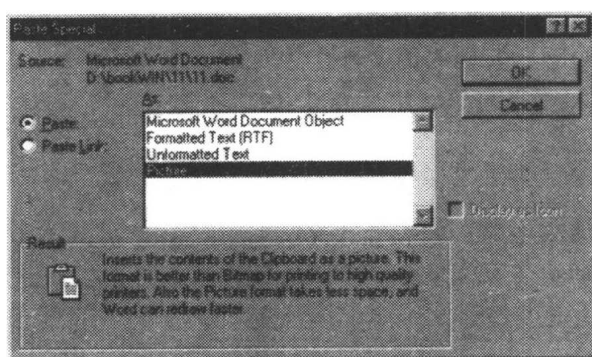 Paste Special
Source: Microsoft Word Document
D:\book\WIN\11\11.doc
As:
Paste:
Paste Link:
Microsoft Word Document Object
Formatted Text (RTF)
Unformatted Text
Picture
OK
Cancel
Display as Icon
Result
Inserts the contents of the Clipboard as a picture. This
format is better than Bitmap for printing to high quality
printers. Also the Picture format takes less space, and
Word can redraw faster.